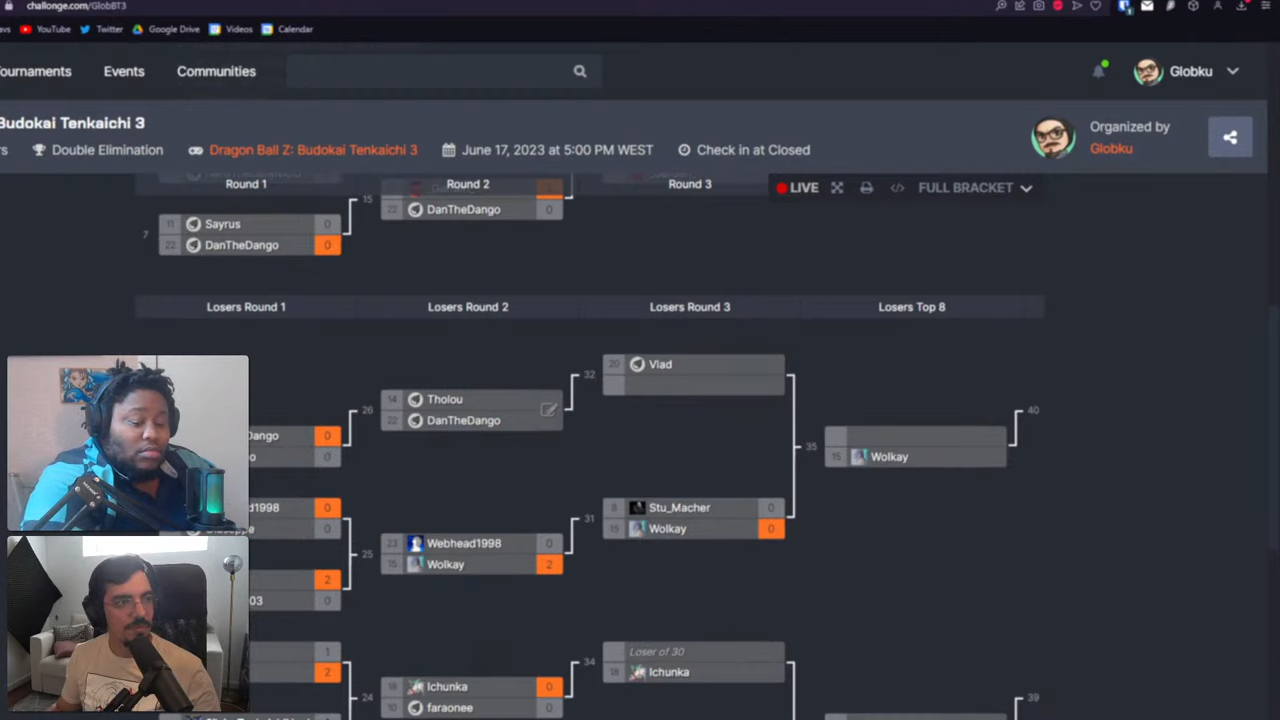 challonge.com/GlobBT3
YouTube Twitter Google Drive Videos Calendar
Tournaments Events Communities
Globku
Budokai Tenkaichi 3
Organized by
Globku
Double Elimination Dragon Ball Z: Budokai Tenkaichi 3 June 17, 2023 at 5:00 PM WEST Check in at Closed
Round 1 Round 2 Round 3
LIVE FULL BRACKET
15 22 DanTheDango 0
7 11 Sayrus 0
22 DanTheDango 0
Losers Round 1 Losers Round 2 Losers Round 3 Losers Top 8
32 20 Vlad
26 14 Tholou
22 DanTheDango
40
35 15 Wolkay
Dango 0
o 0
d1998 0
0
31 8 Stu_Macher 0
15 Wolkay 0
25 23 Webhead1998 0
15 Wolkay 2
2
03 0
1
2
34 Loser of 30
18 Ichunka
24 18 Ichunka 0
10 faraonee 0
39